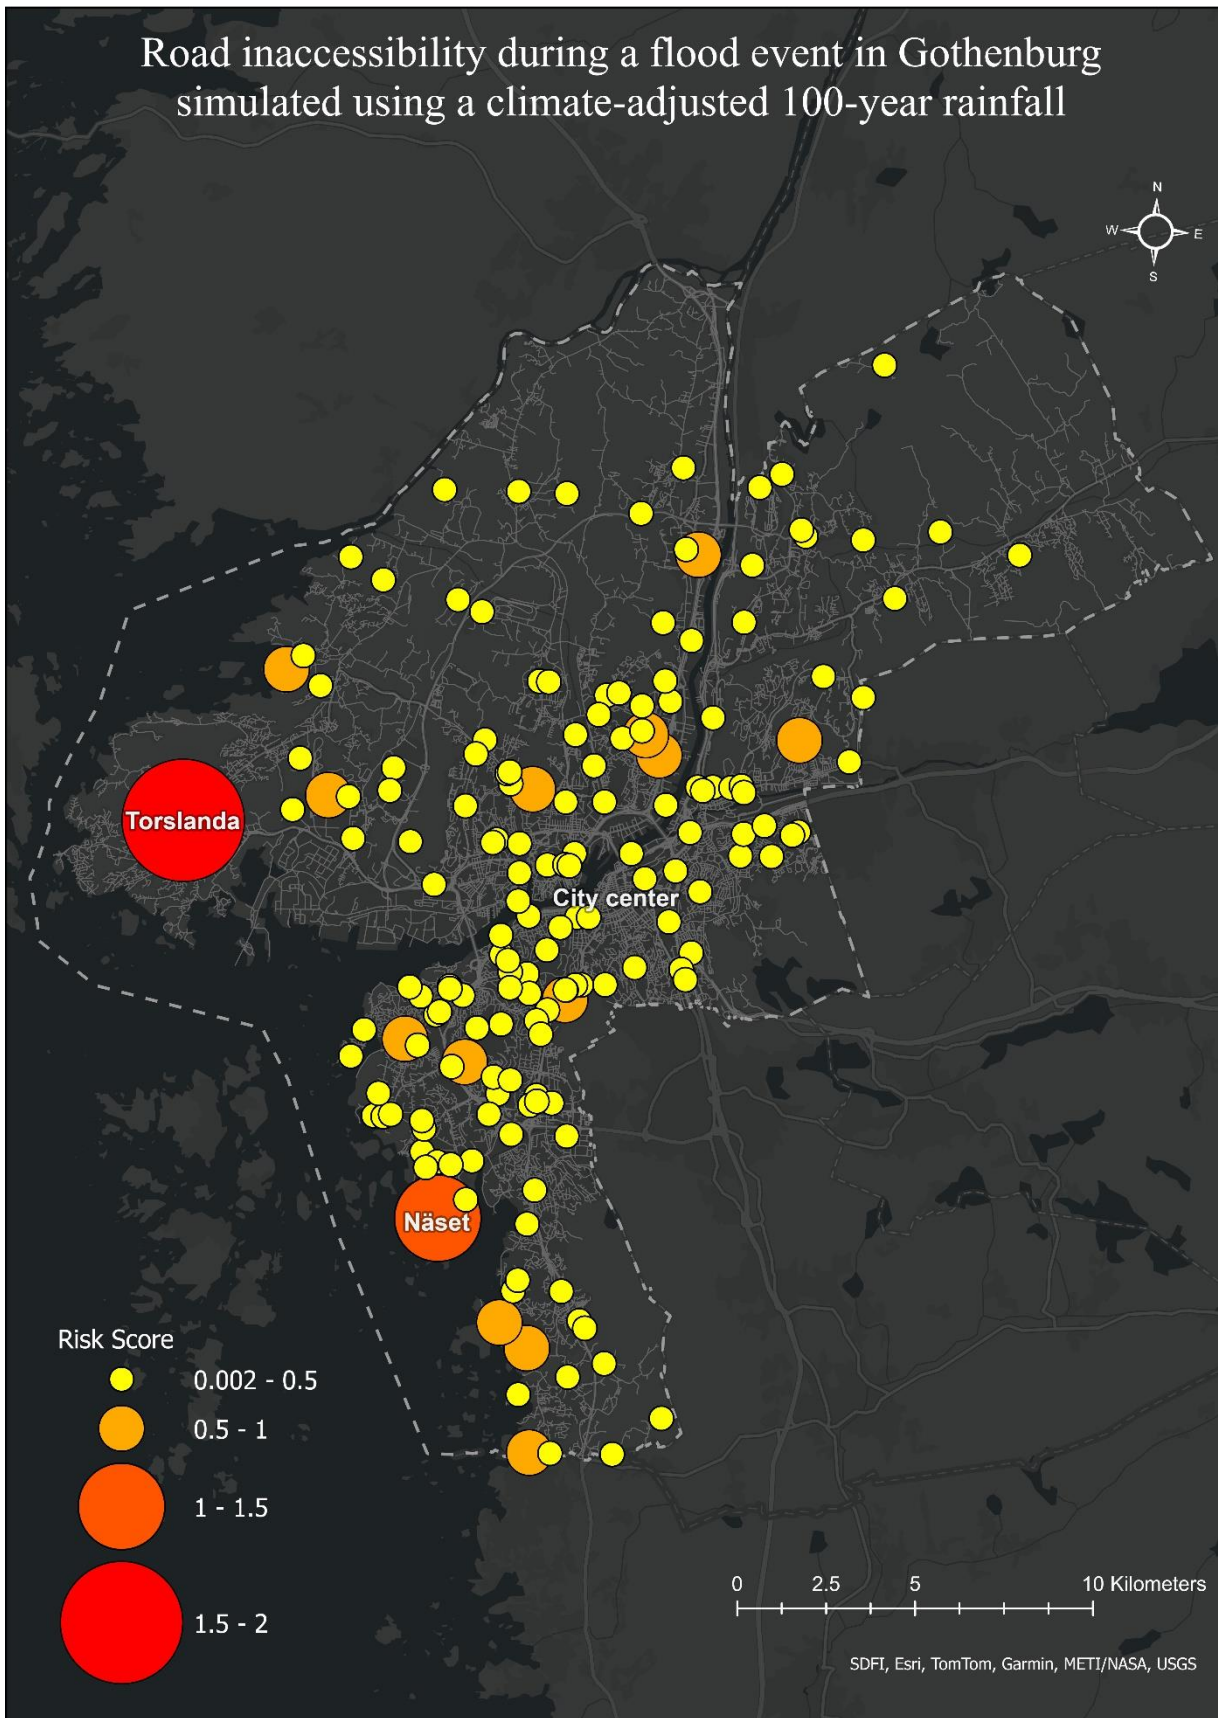 Road inaccessibility during a flood event in Gothenburg
simulated using a climate-adjusted 100-year rainfall
N
W E
S
Torslanda
City center
Näset
Risk Score
0.002 - 0.5
0.5 - 1
1 - 1.5
1.5 - 2
0 2.5 5 10 Kilometers
SDFI, Esri, TomTom, Garmin, METI/NASA, USGS